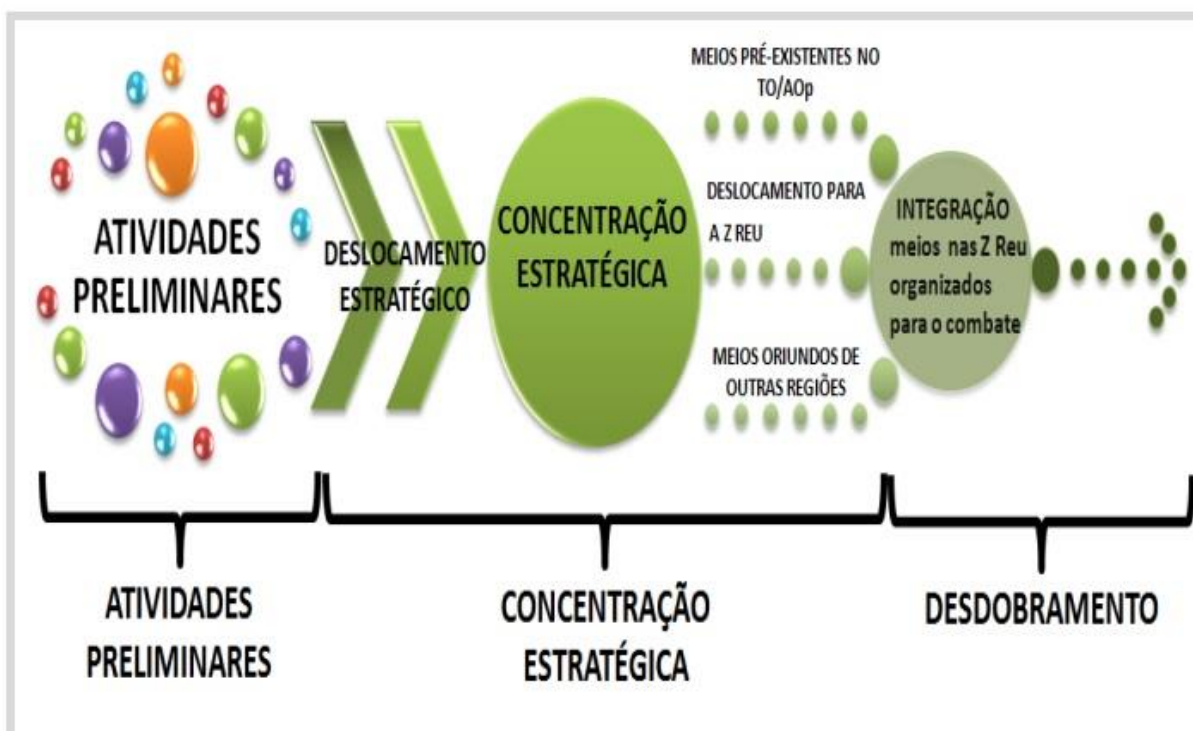 ATIVIDADES
PRELIMINARES
DESLOCAMENTO
ESTRATÉGICO
CONCENTRAÇÃO
ESTRATÉGICA
MEIOS PRÉ-EXISTENTES NO
TO/AOp
DESLOCAMENTO PARA
A Z REU
MEIOS ORIUNDOS DE
OUTRAS REGIÕES
INTEGRAÇÃO
meios nas Z Reu
organizados
para o combate
ATIVIDADES
PRELIMINARES
CONCENTRAÇÃO
ESTRATÉGICA
DESDOBRAMENTO